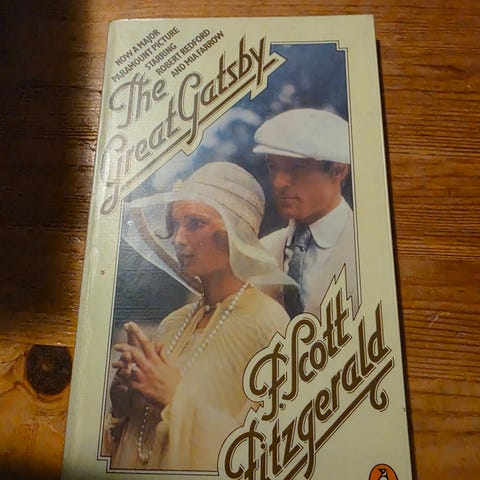 NOW A MAJOR
PARAMOUNT PICTURE
STARRING
ROBERT REDFORD
AND MIA FARROW
The
Great Gatsby
F. Scott
Fitzgerald